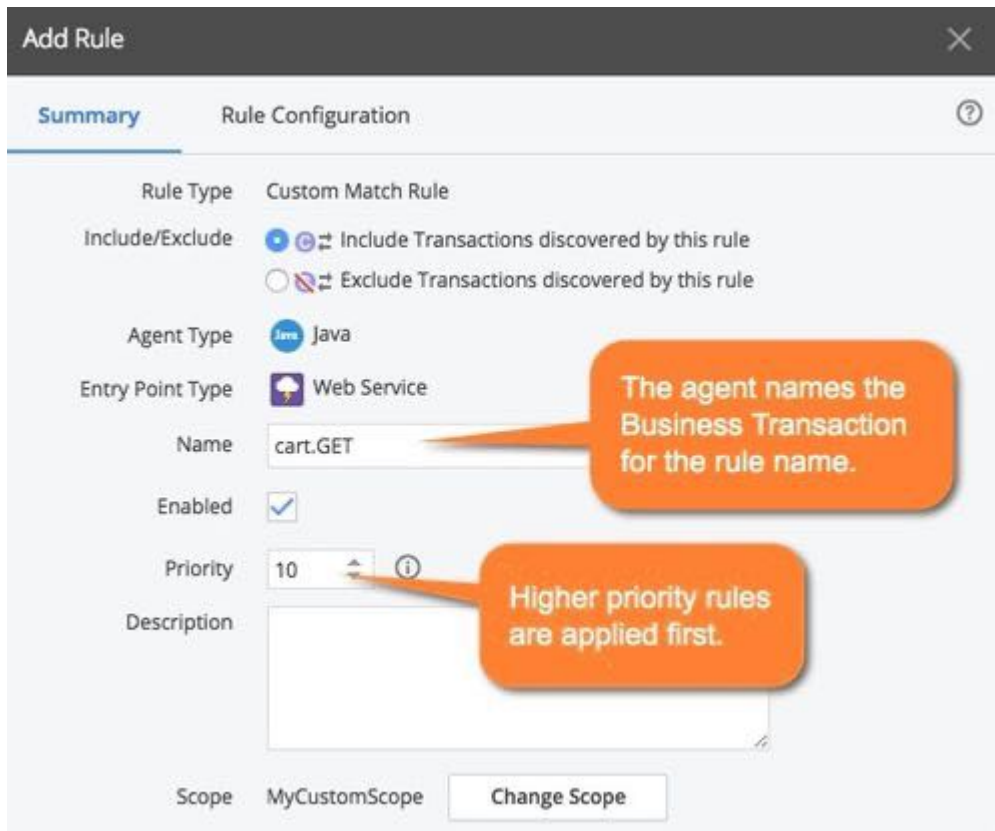 Add Rule
Summary
Rule Configuration
Rule Type Custom Match Rule
Include/Exclude Include Transactions discovered by this rule
Exclude Transactions discovered by this rule
Agent Type Java Java
Entry Point Type Web Service
Name cart.GET
The agent names the
Business Transaction
for the rule name.
Enabled
Priority 10
Higher priority rules
are applied first.
Description
Scope MyCustomScope Change Scope